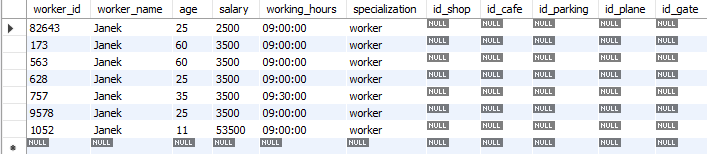 worker_id worker_name age salary working_hours specialization id_shop id_cafe id_parking id_plane id_gate
82643 Janek 25 2500 09:00:00 worker NULL NULL NULL NULL NULL
173 Janek 60 3500 09:00:00 worker NULL NULL NULL NULL NULL
563 Janek 60 3500 09:00:00 worker NULL NULL NULL NULL NULL
628 Janek 25 3500 09:00:00 worker NULL NULL NULL NULL NULL
757 Janek 35 3500 09:30:00 worker NULL NULL NULL NULL NULL
9578 Janek 25 3500 09:00:00 worker NULL NULL NULL NULL NULL
1052 Janek 11 53500 09:00:00 worker NULL NULL NULL NULL NULL
NULL NULL NULL NULL NULL NULL NULL NULL NULL NULL NULL